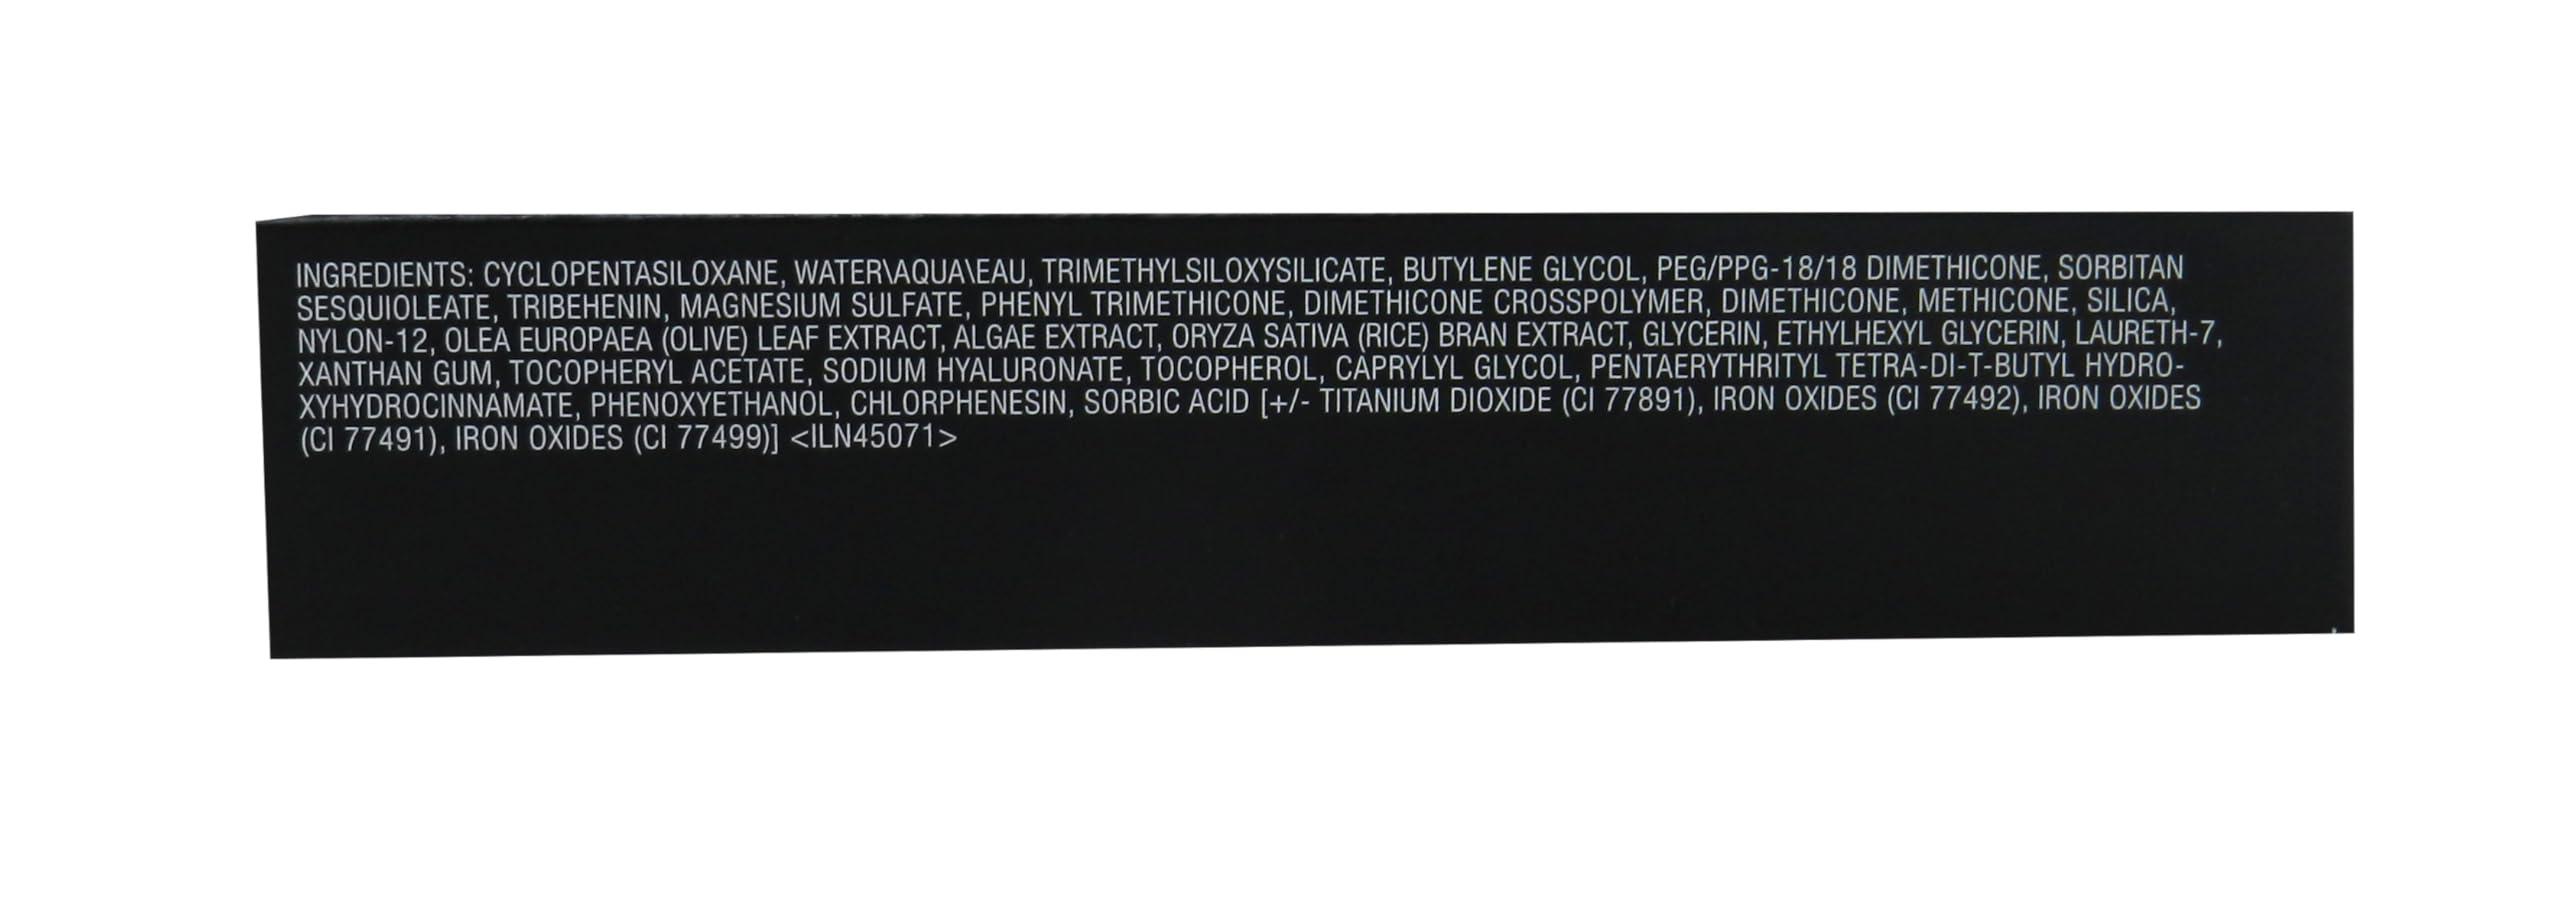 INGREDIENTS: CYCLOPENTASILOXANE, WATER\AQUA\EAU, TRIMETHYLSILOXYSILICATE, BUTYLENE GLYCOL, PEG/PPG-18/18 DIMETHICONE, SORBITAN
SESQUIOLEATE, TRIBEHENIN, MAGNESIUM SULFATE, PHENYL TRIMETHICONE, DIMETHICONE CROSSPOLYMER, DIMETHICONE, METHICONE, SILICA,
NYLON-12, OLEA EUROPAEA (OLIVE) LEAF EXTRACT, ALGAE EXTRACT, ORYZA SATIVA (RICE) BRAN EXTRACT, GLYCERIN, ETHYLHEXYL GLYCERIN, LAURETH-7,
XANTHAN GUM, TOCOPHERYL ACETATE, SODIUM HYALURONATE, TOCOPHEROL, CAPRYLYL GLYCOL, PENTAERYTHRITYL TETRA-DI-T-BUTYL HYDRO-
XYHYDROCINNAMATE, PHENOXYETHANOL, CHLORPHENESIN, SORBIC ACID [+/- TITANIUM DIOXIDE (CI 77891), IRON OXIDES (CI 77492), IRON OXIDES
(CI 77491), IRON OXIDES (CI 77499)] <ILN45071>